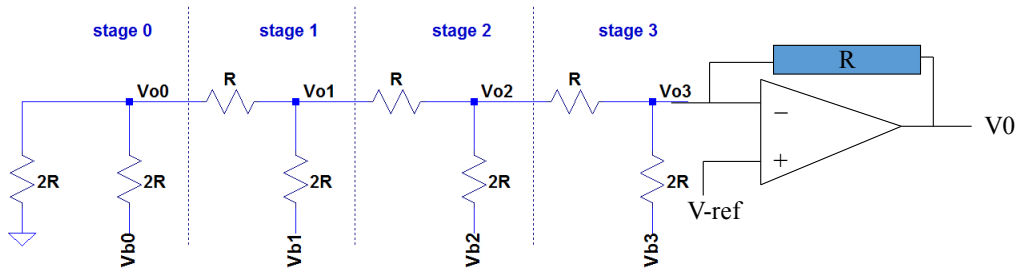 stage 0
stage 1
stage 2
stage 3
R
R
R
R
Vo0
Vo1
Vo2
Vo3
−
+
V0
2R
2R
2R
2R
2R
V-ref
Vb0
Vb1
Vb2
Vb3